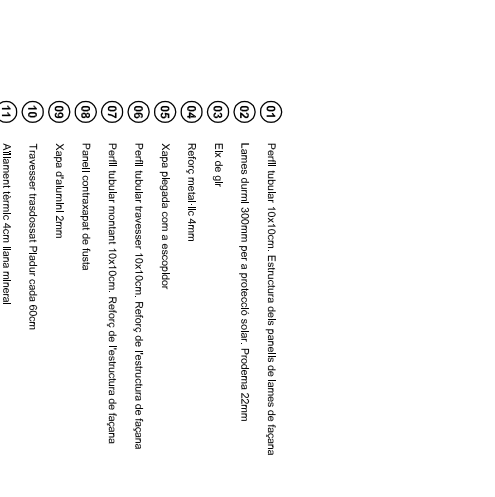 01 Perfil tubular 10x10cm. Estructura dels panells de lames de façana
02 Lames durml 300mm per a protecció solar. Prodema 22mm
03 Eix de gir
04 Reforç metal·lic 4mm
05 Xapa plegada com a escopidor
06 Perfil tubular travesser 10x10cm. Reforç de l'estructura de façana
07 Perfil tubular montant 10x10cm. Reforç de l'estructura de façana
08 Panell contraxapat de fusta
09 Xapa d'alumini 2mm
10 Travesser trasdossat Pladur cada 60cm
11 Aïllament tèrmic 4cm llana mineral